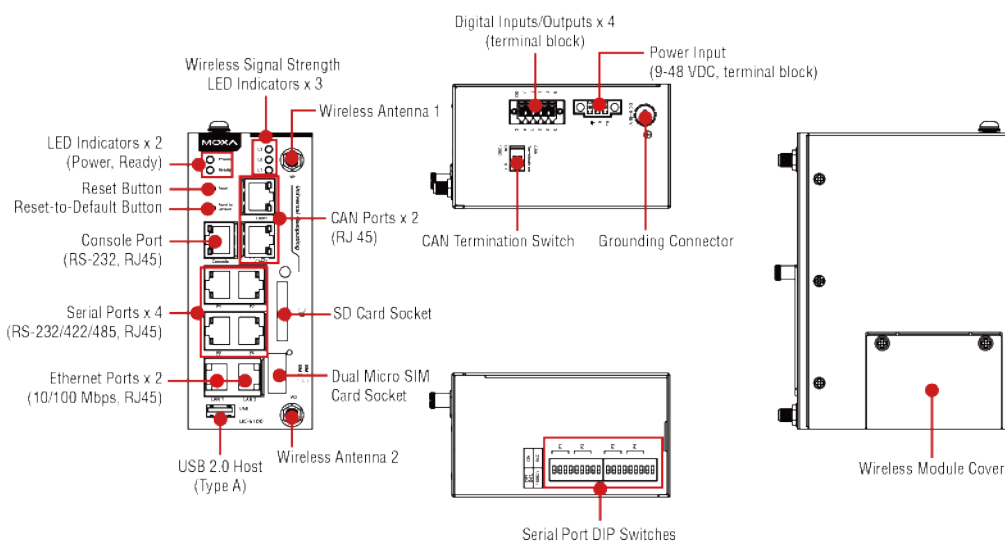 Digital Inputs/Outputs x 4
(terminal block)
Power Input
(9-48 VDC, terminal block)
Wireless Signal Strength
LED Indicators x 3
Wireless Antenna 1
MOXA
LED Indicators x 2
(Power, Ready)
Reset Button
Reset-to-Default Button
CAN Ports x 2
(RJ 45)
Console Port
(RS-232, RJ45)
Console
CAN Termination Switch
Grounding Connector
Serial Ports x 4
(RS-232/422/485, RJ45)
SD Card Socket
Ethernet Ports x 2
(10/100 Mbps, RJ45)
Dual Micro SIM
Card Socket
LAN 1
USB 2.0 Host
(Type A)
Wireless Antenna 2
Wireless Module Cover
Serial Port DIP Switches